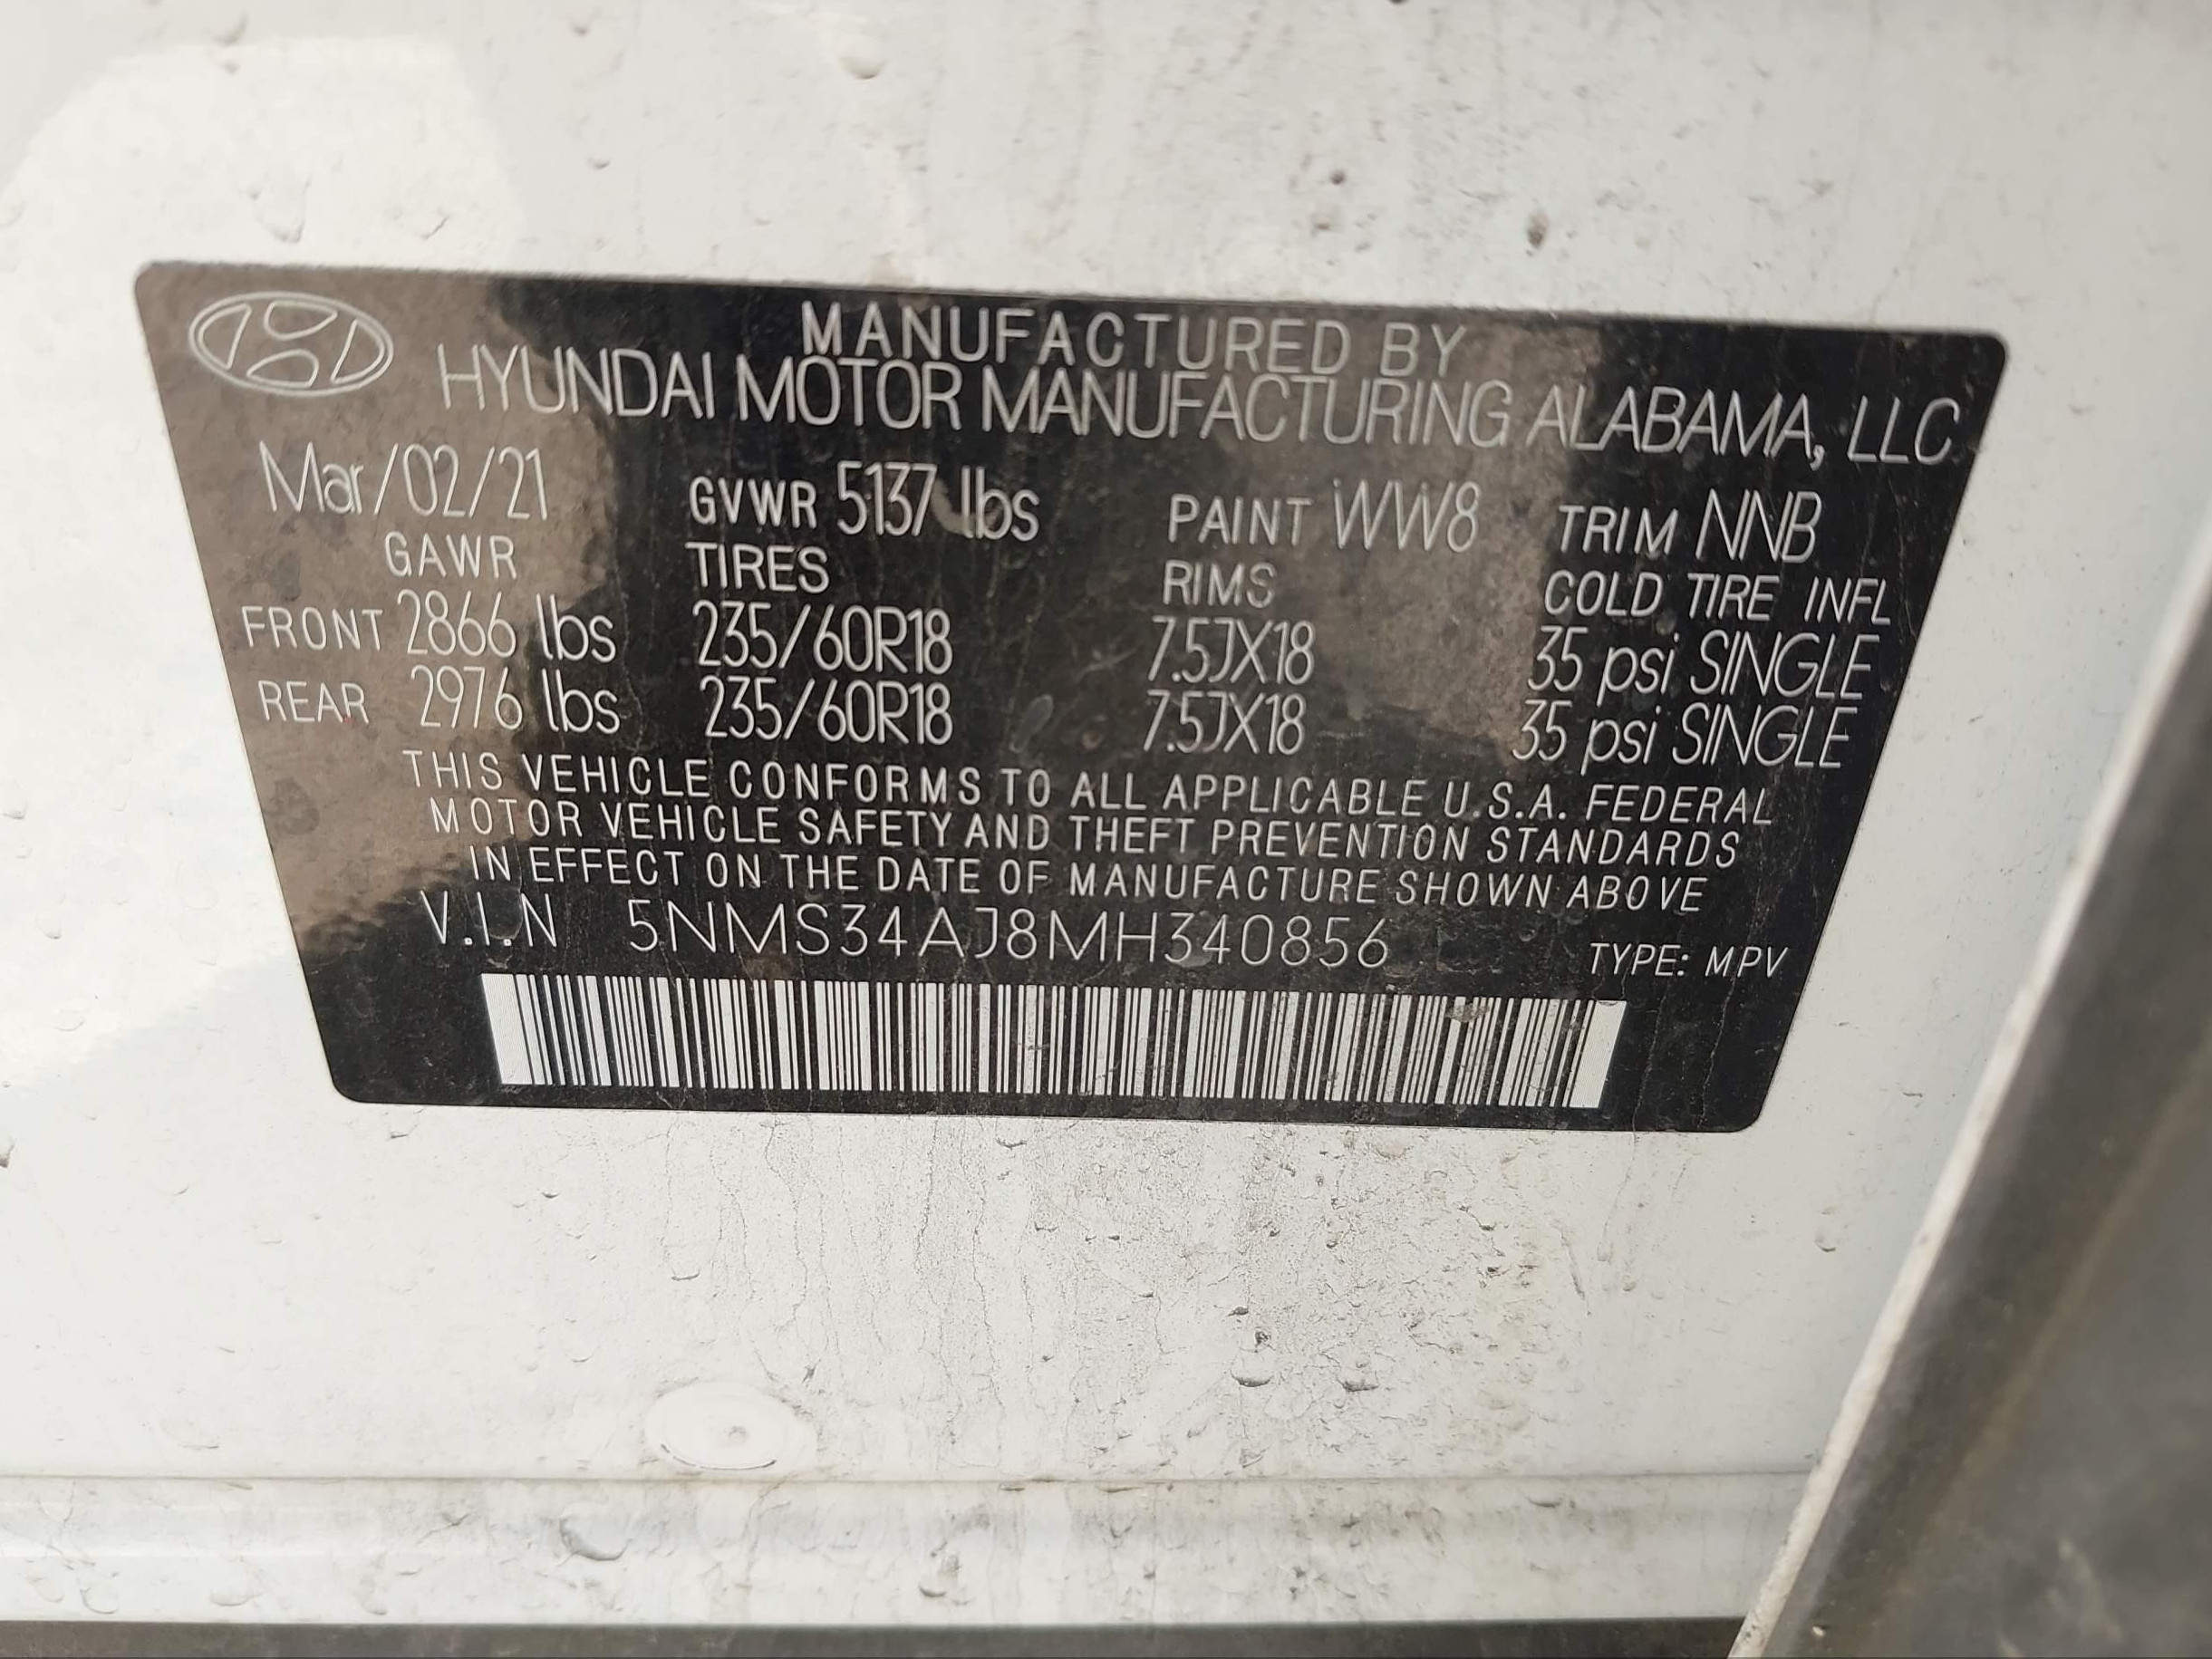 MANUFACTURED BY
HYUNDAI MOTOR MANUFACTURING ALABAMA, LLC
Mar/02/21 GVWR 5137 lbs PAINT WW8 TRIM NNB
GAWR TIRES RIMS COLD TIRE INFL
FRONT 2866 lbs 235/60R18 7.5JX18 35 psi SINGLE
REAR 2976 lbs 235/60R18 7.5JX18 35 psi SINGLE
THIS VEHICLE CONFORMS TO ALL APPLICABLE U.S.A. FEDERAL
MOTOR VEHICLE SAFETY AND THEFT PREVENTION STANDARDS
IN EFFECT ON THE DATE OF MANUFACTURE SHOWN ABOVE
V.I.N 5NMS34AJ8MH340856 TYPE: MPV